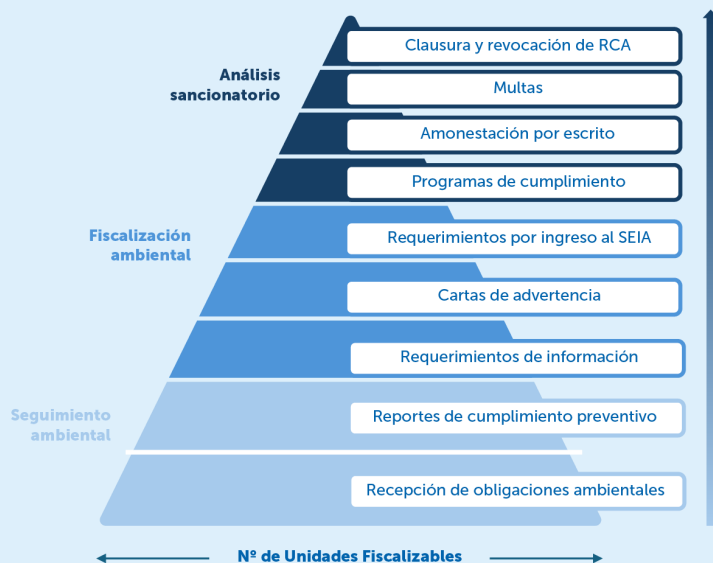 Clausura y revocación de RCA
Análisis
sancionatorio
Multas
Amonestación por escrito
Programas de cumplimiento
Fiscalización
ambiental
Requerimientos por ingreso al SEIA
Cartas de advertencia
Requerimientos de información
Seguimiento
ambiental
Reportes de cumplimiento preventivo
Recepción de obligaciones ambientales
Nº de Unidades Fiscalizables